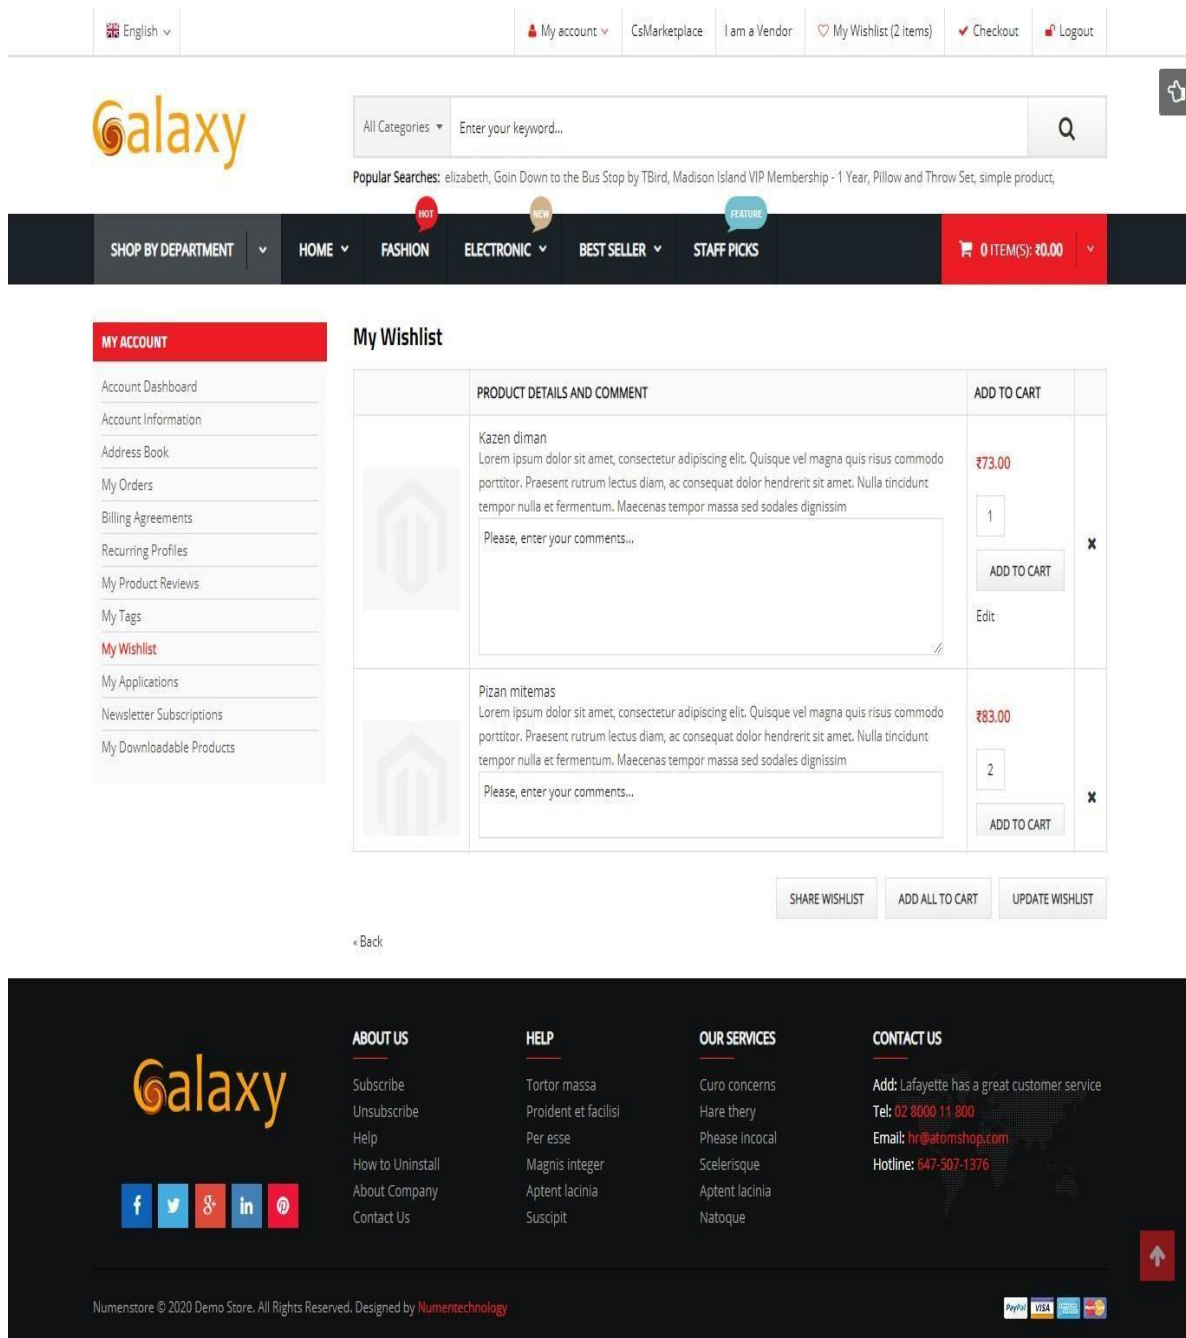 English
My account
CsMarketplace
I am a Vendor
My Wishlist (2 items)
Checkout
Logout
Galaxy
All Categories
Enter your keyword...
Popular Searches: elizabeth, Goin Down to the Bus Stop by TBird, Madison Island VIP Membership - 1 Year, Pillow and Throw Set, simple product,
HOT
NEW
FEATURE
SHOP BY DEPARTMENT
HOME
FASHION
ELECTRONIC
BEST SELLER
STAFF PICKS
0 ITEM(S): ₹0.00
MY ACCOUNT
Account Dashboard
Account Information
Address Book
My Orders
Billing Agreements
Recurring Profiles
My Product Reviews
My Tags
My Wishlist
My Applications
Newsletter Subscriptions
My Downloadable Products
My Wishlist
PRODUCT DETAILS AND COMMENT
ADD TO CART
Kazen diman
Lorem ipsum dolor sit amet, consectetur adipiscing elit. Quisque vel magna quis risus commodo
porttitor. Praesent rutrum lectus diam, ac consequat dolor hendrerit sit amet. Nulla tincidunt
tempor nulla et fermentum. Maecenas tempor massa sed sodales dignissim
Please, enter your comments...
₹73.00
1
ADD TO CART
Edit
Pizan mitemas
Lorem ipsum dolor sit amet, consectetur adipiscing elit. Quisque vel magna quis risus commodo
porttitor. Praesent rutrum lectus diam, ac consequat dolor hendrerit sit amet. Nulla tincidunt
tempor nulla et fermentum. Maecenas tempor massa sed sodales dignissim
Please, enter your comments...
₹83.00
2
ADD TO CART
SHARE WISHLIST
ADD ALL TO CART
UPDATE WISHLIST
« Back
Galaxy
ABOUT US
Subscribe
Unsubscribe
Help
How to Uninstall
About Company
Contact Us
HELP
Tortor massa
Proident et facilisi
Per esse
Magnis integer
Aptent lacinia
Suscipit
OUR SERVICES
Curo concerns
Hare thery
Phease incocal
Scelerisque
Aptent lacinia
Natoque
CONTACT US
Add: Lafayette has a great customer service
Tel: 02 8000 11 800
Email: hr@atomshop.com
Hotline: 647-507-1376
Numenstore © 2020 Demo Store. All Rights Reserved. Designed by Numentechnology
PayPal
VISA